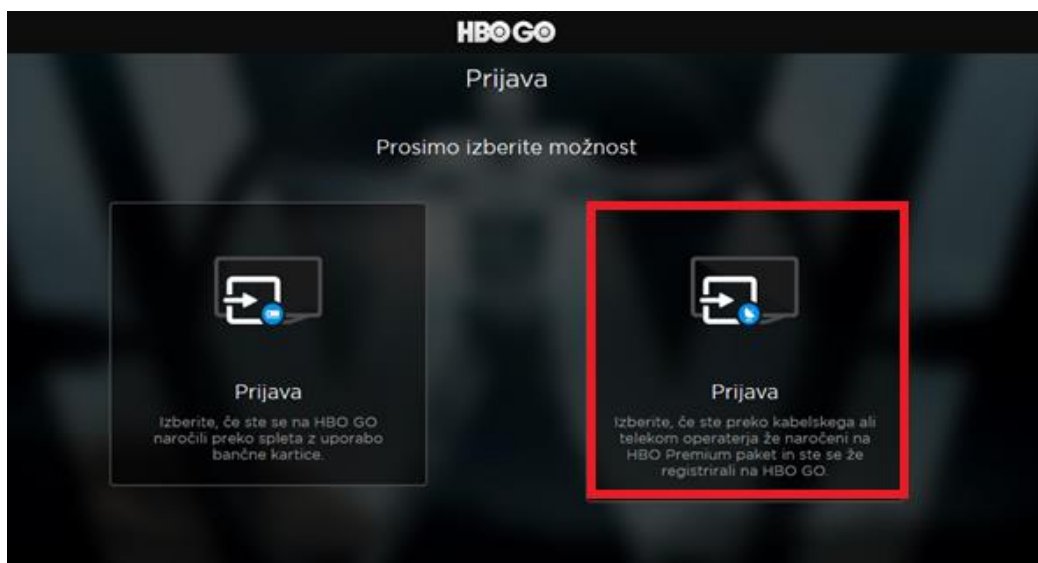 HBO GO
Prijava
Prosimo izberite možnost
Prijava
Izberite, če ste se na HBO GO
naročili preko spleta z uporabo
bančne kartice.
Prijava
Izberite, če ste preko kabelskega ali
telekom operaterja že naročeni na
HBO Premium paket in ste se že
registrirali na HBO GO.